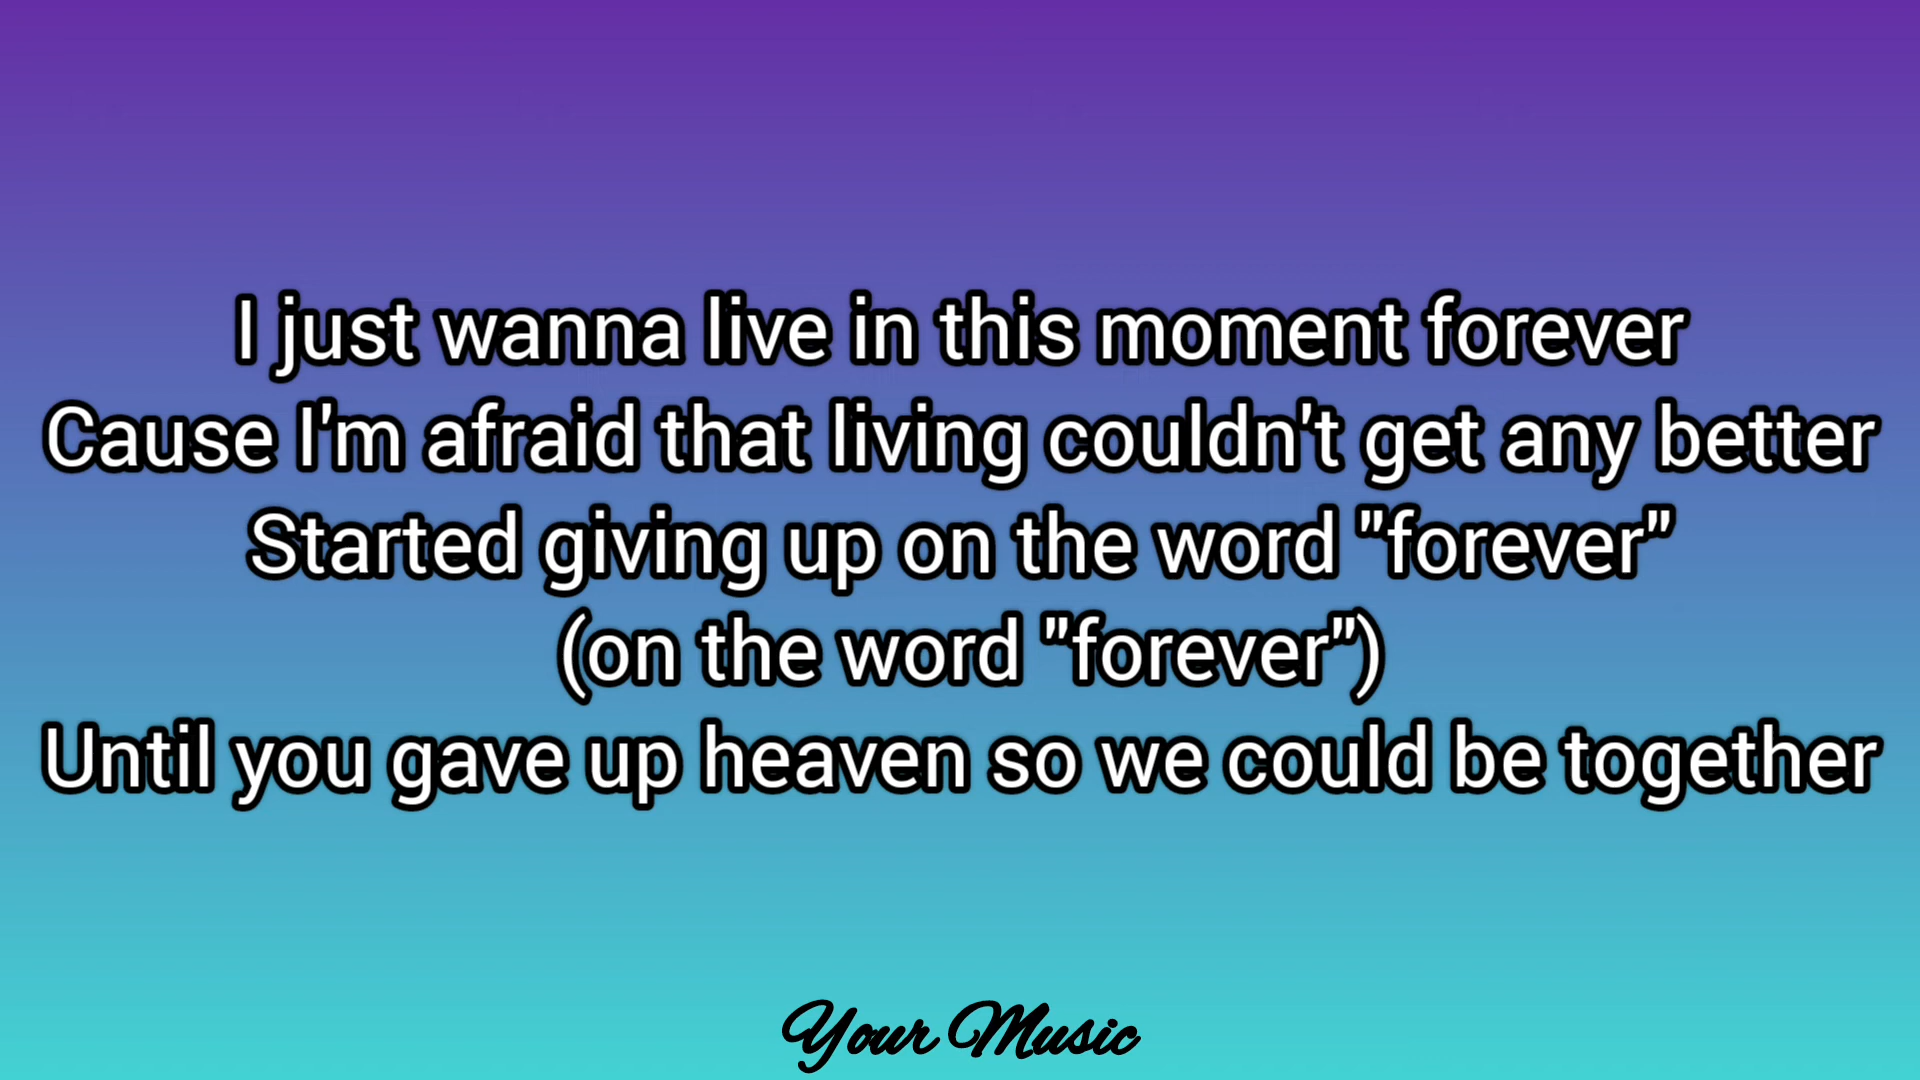 I just wanna live in this moment forever
Cause I'm afraid that living couldn't get any better
Started giving up on the word "forever"
(on the word "forever")
Until you gave up heaven so we could be together
Your Music